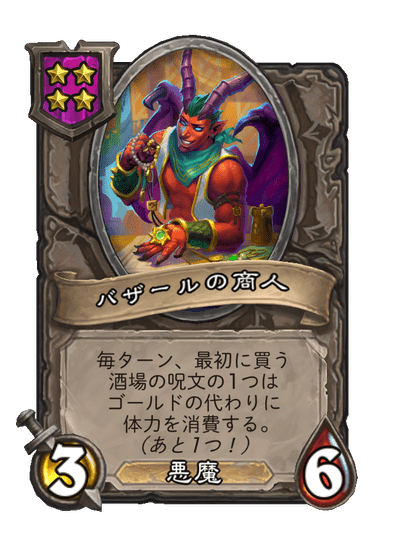 バザールの商人
毎ターン、最初に買う
酒場の呪文の1つは
ゴールドの代わりに
体力を消費する。
(あと1つ！)
3
悪魔
6